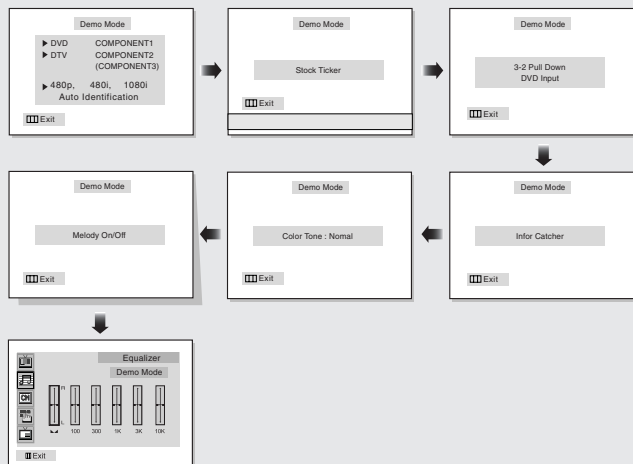 Demo Mode
DVD COMPONENT1
DTV COMPONENT2
(COMPONENT3)
480p, 480i, 1080i
Auto Identification
Exit
Demo Mode
Stock Ticker
Exit
Demo Mode
3-2 Pull Down
DVD Input
Exit
Demo Mode
Infor Catcher
Exit
Demo Mode
Color Tone : Nomal
Exit
Demo Mode
Melody On/Off
Exit
Equalizer
Demo Mode
CH
R
L
100 300 1K 3K 10K
Exit